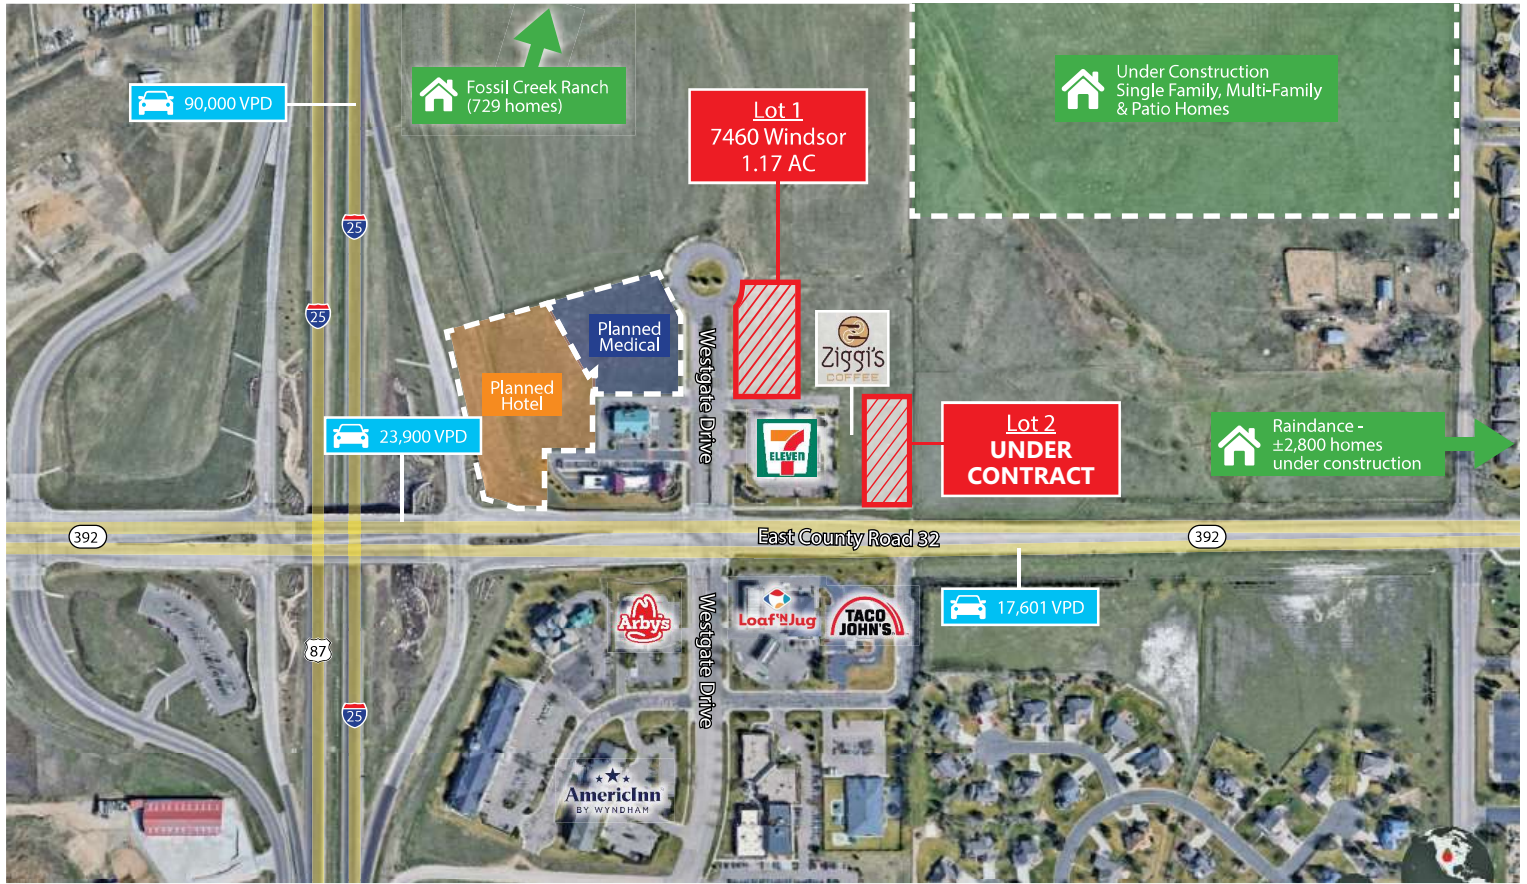 90,000 VPD
Fossil Creek Ranch
(729 homes)
Lot 1
7460 Windsor
1.17 AC
Under Construction
Single Family, Multi-Family
& Patio Homes
25
25
Planned
Medical
Planned
Hotel
Westgate Drive
Ziggi's
COFFEE
23,900 VPD
7
ELEVEN
Lot 2
UNDER
CONTRACT
Raindance -
±2,800 homes
under construction
392
East County Road 32
392
Arby's
Loaf 'N Jug
TACO
JOHN'S
17,601 VPD
87
25
Westgate Drive
AmericInn
BY WYNDHAM